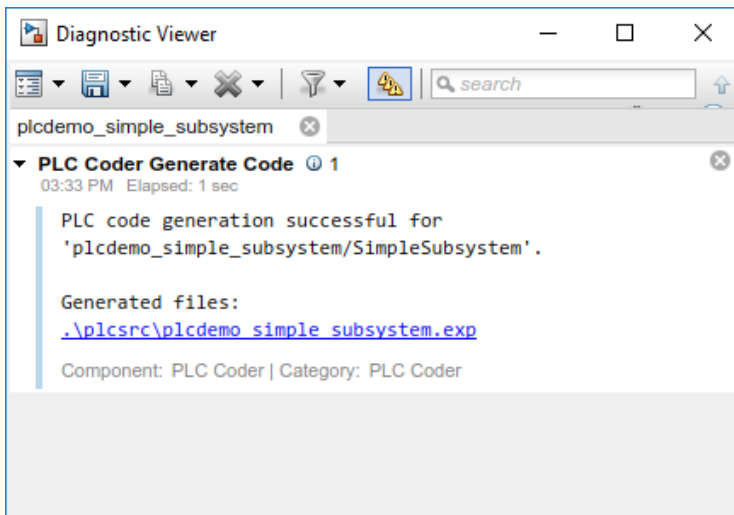 Diagnostic Viewer
search
plcdemo_simple_subsystem
PLC Coder Generate Code 1
03:33 PM Elapsed: 1 sec
PLC code generation successful for
'plcdemo_simple_subsystem/SimpleSubsystem'.
Generated files:
.\plcsrc\plcdemo_simple_subsystem.exp
Component: PLC Coder | Category: PLC Coder